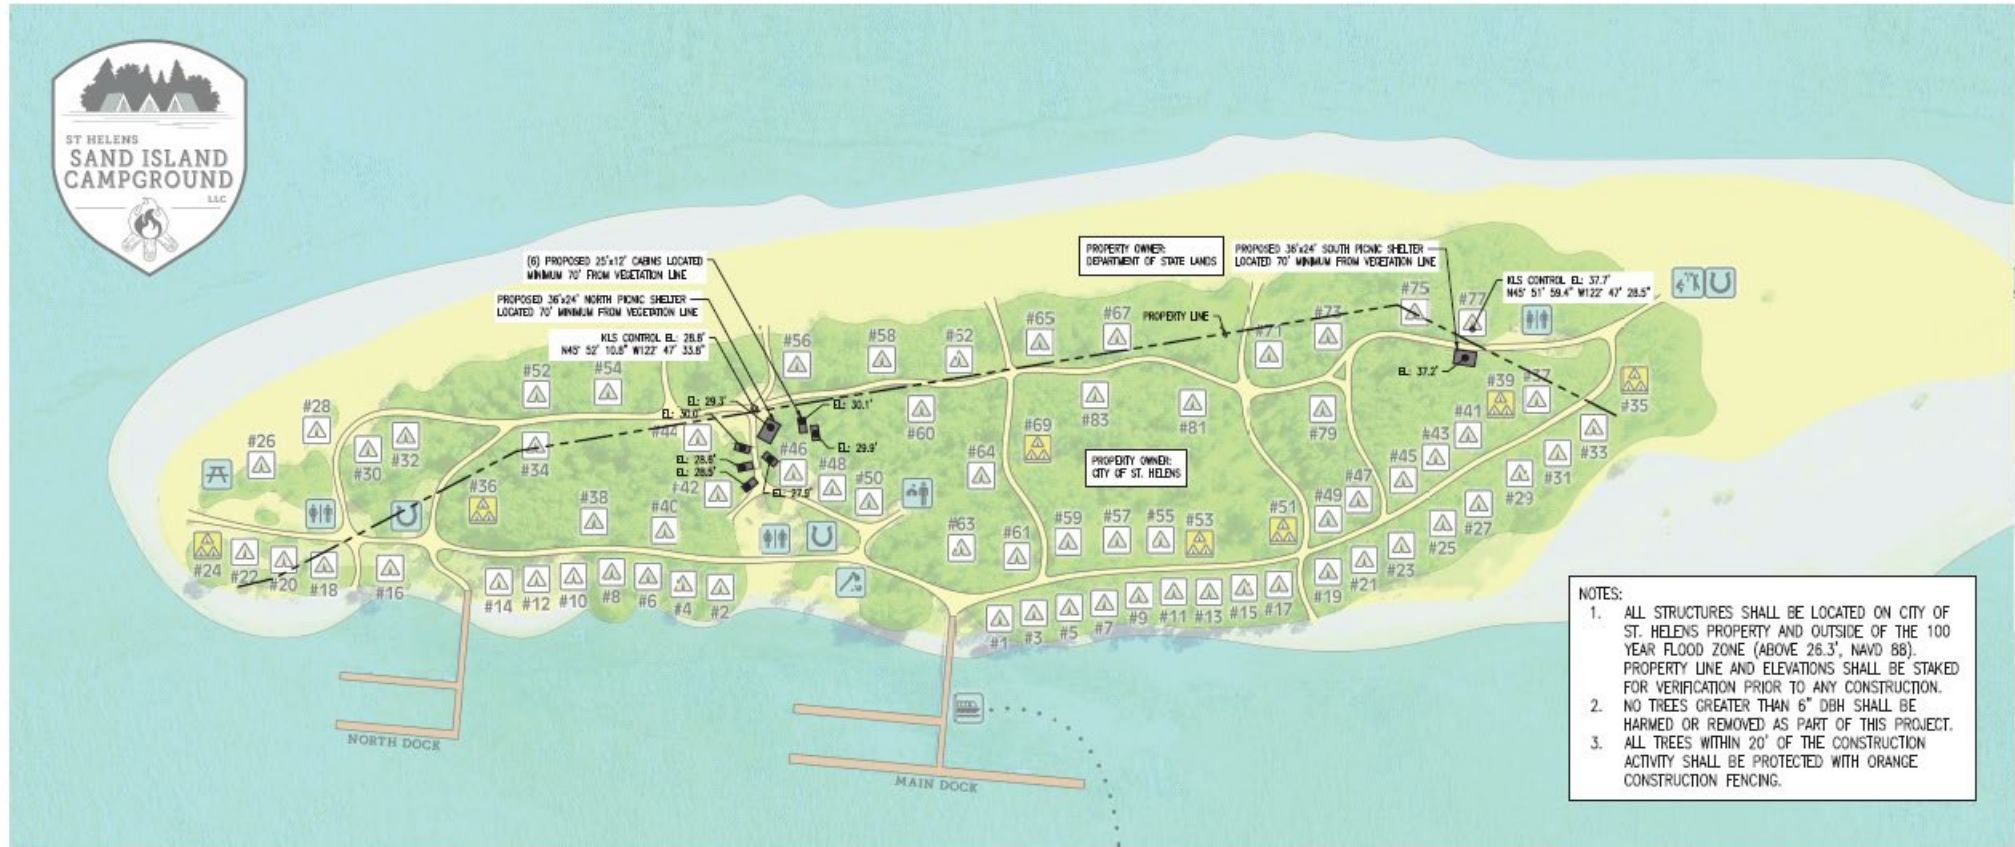 ST HELENS
SAND ISLAND
CAMPGROUND
LLC
(6) PROPOSED 25'x12' CABINS LOCATED
MINIMUM 70' FROM VEGETATION LINE
PROPOSED 36'x24' NORTH PICNIC SHELTER
LOCATED 70' MINIMUM FROM VEGETATION LINE
KLS CONTROL EL: 28.8'
N45° 52' 10.8" W122° 47' 33.8"
PROPERTY OWNER:
DEPARTMENT OF STATE LANDS
PROPOSED 36'x24' SOUTH PICNIC SHELTER
LOCATED 70' MINIMUM FROM VEGETATION LINE
KLS CONTROL EL: 37.7'
N45° 51' 59.4" W122° 47' 28.5"
PROPERTY LINE
#75
#77
#73
#71
#67
#65
#62
#58
#56
#54
#52
#28
#26
#30
#32
#34
#44
EL: 29.3'
EL: 30.0'
EL: 30.1'
EL: 29.9'
EL: 28.6'
EL: 28.5'
EL: 27.9'
EL: 37.2'
#46
#48
#50
#42
#40
#38
#36
#60
#64
#69
#83
#81
#79
PROPERTY OWNER:
CITY OF ST. HELENS
#39
#37
#35
#41
#43
#45
#47
#49
#51
#33
#31
#29
#27
#25
#23
#21
#19
#63
#61
#59
#57
#55
#53
#24
#22
#20
#18
#16
#14
#12
#10
#8
#6
#4
#2
#1
#3
#5
#7
#9
#11
#13
#15
#17
NORTH DOCK
MAIN DOCK
NOTES:
1. ALL STRUCTURES SHALL BE LOCATED ON CITY OF
ST. HELENS PROPERTY AND OUTSIDE OF THE 100
YEAR FLOOD ZONE (ABOVE 26.3', NAVD 88).
PROPERTY LINE AND ELEVATIONS SHALL BE STAKED
FOR VERIFICATION PRIOR TO ANY CONSTRUCTION.
2. NO TREES GREATER THAN 6" DBH SHALL BE
HARMED OR REMOVED AS PART OF THIS PROJECT.
3. ALL TREES WITHIN 20' OF THE CONSTRUCTION
ACTIVITY SHALL BE PROTECTED WITH ORANGE
CONSTRUCTION FENCING.